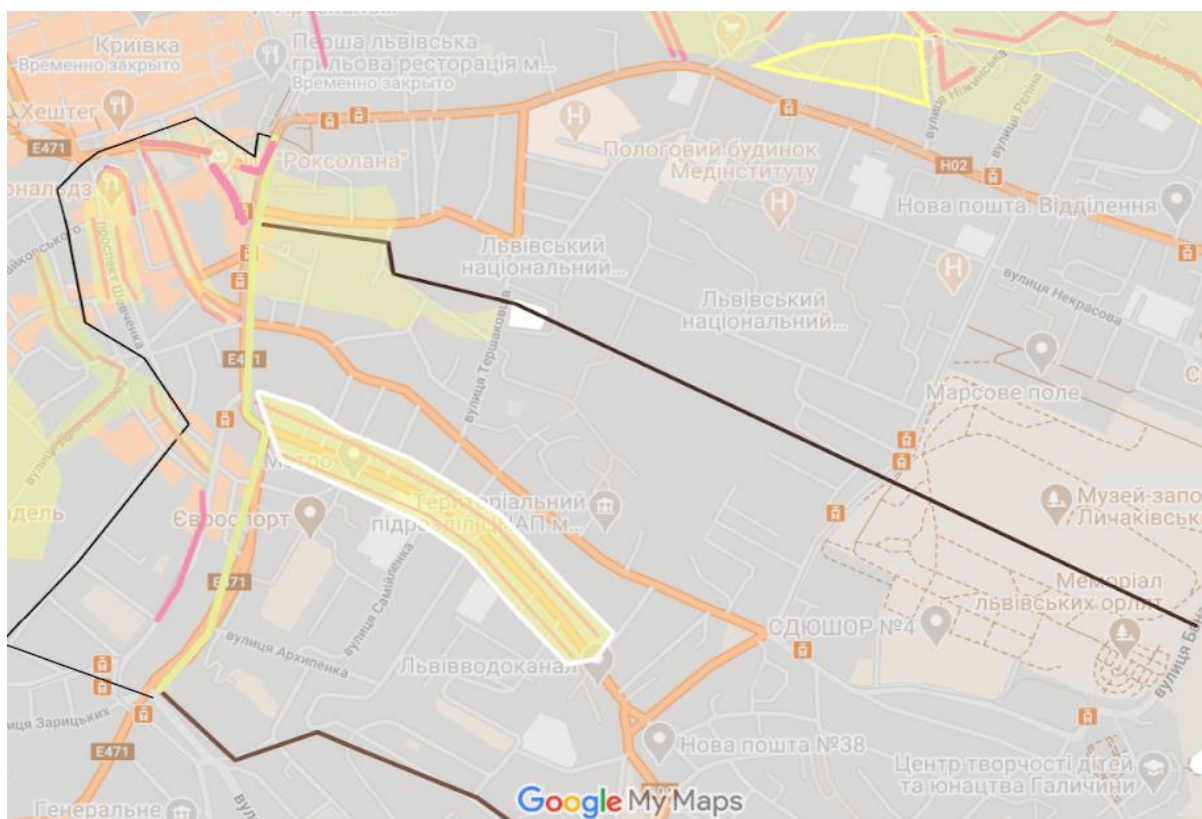 Криївка
Временно закрыто
Перша львівська
грильова ресторація м...
Временно закрыто
Хештег
E471
Роксолана"
Пологовий будинок
Медінституту
H02
вулиця Ніжинська
вулиця Рєпіна
Нова пошта. Відділення
проспект Шевченка
Львівський
національний...
вулиця Тершаковців
Львівський
національний...
вулиця Некрасова
E471
Марсове поле
Метро
Територіальний
підрозділ ЦНАП м...
Євроспорт
Музей-запо
Личаківськ
E471
вулиця Самійленка
Меморіал
львівських орлят
СДЮШОР №4
вулиця Архипенка
Львівводоканал
иця Зарицьких
E471
Нова пошта №38
Центр творчості дітей
та юнацтва Галичини
Генеральне
Google My Maps